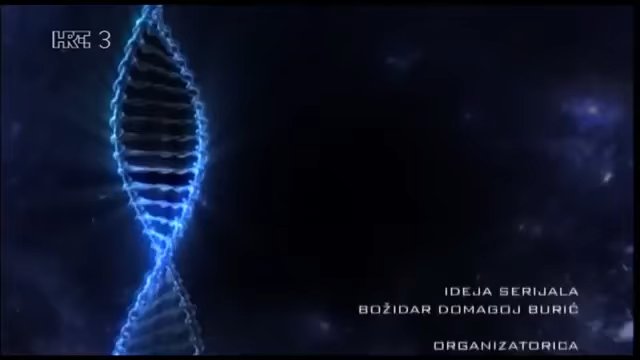 HRT 3
IDEJA SERIJALA
BOŽIDAR DOMAGOJ BURIĆ
ORGANIZATORICA